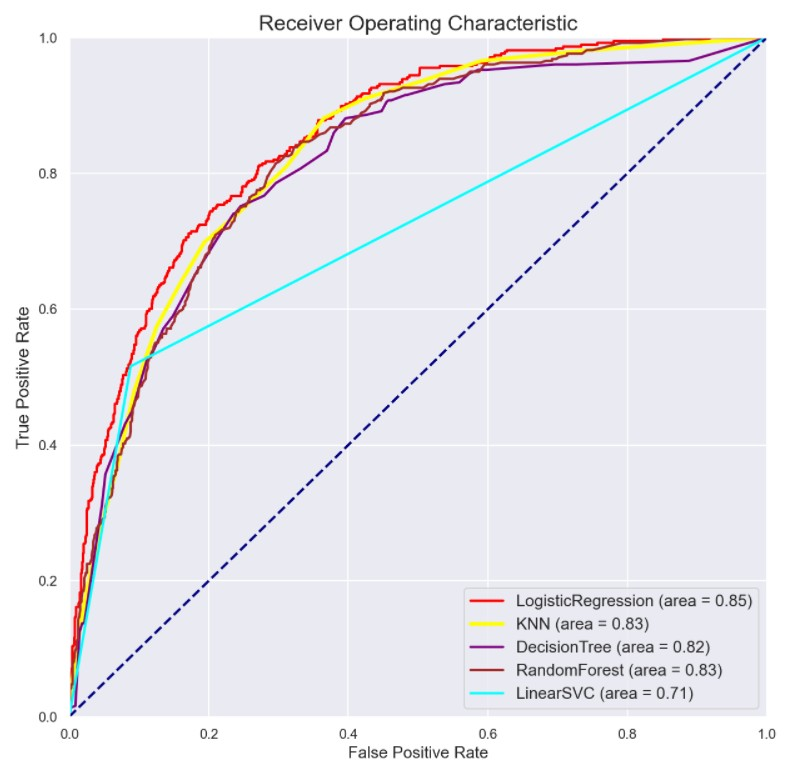 Receiver Operating Characteristic
1.0
0.8
0.6
0.4
0.2
0.0
True Positive Rate
LogisticRegression (area = 0.85)
KNN (area = 0.83)
DecisionTree (area = 0.82)
RandomForest (area = 0.83)
LinearSVC (area = 0.71)
0.0 0.2 0.4 0.6 0.8 1.0
False Positive Rate